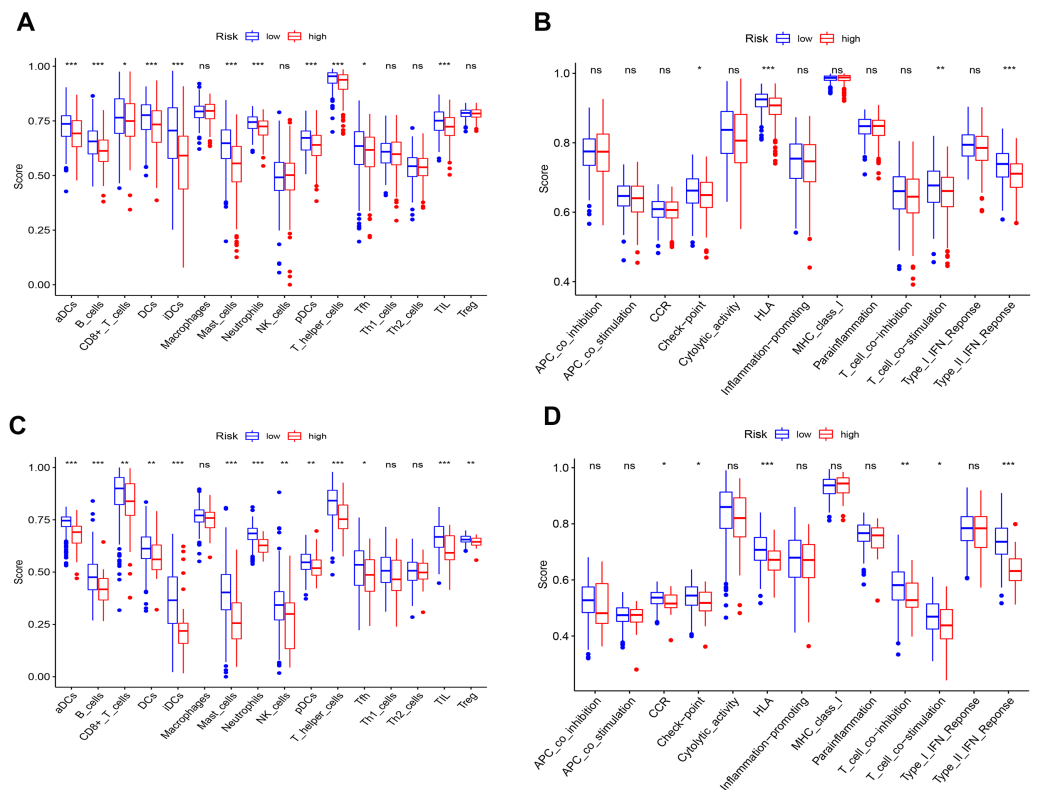 A
Risk low high
*** *** * *** *** ns *** *** ns *** *** * ns ns *** ns
Score
1.00
0.75
0.50
0.25
0.00
aDCs
B_cells
CD8+_T_cells
DCs
iDCs
Macrophages
Mast_cells
Neutrophils
NK_cells
pDCs
T_helper_cells
Tfh
Th1_cells
Th2_cells
TIL
Treg
B
Risk low high
ns ns ns * ns *** ns ns ns ns ** ns ***
Score
1.0
0.8
0.6
0.4
APC_co_inhibition
APC_co_stimulation
CCR
Check-point
Cytolytic_activity
HLA
Inflammation-promoting
MHC_class_I
Parainflammation
T_cell_co-inhibition
T_cell_co-stimulation
Type_I_IFN_Reponse
Type_II_IFN_Reponse
C
Risk low high
*** *** ** ** *** ns *** *** ** ** *** * ns ns *** **
Score
1.00
0.75
0.50
0.25
0.00
aDCs
B_cells
CD8+_T_cells
DCs
iDCs
Macrophages
Mast_cells
Neutrophils
NK_cells
pDCs
T_helper_cells
Tfh
Th1_cells
Th2_cells
TIL
Treg
D
Risk low high
ns ns * * ns *** ns ns ns ** * ns ***
Score
1.0
0.8
0.6
0.4
APC_co_inhibition
APC_co_stimulation
CCR
Check-point
Cytolytic_activity
HLA
Inflammation-promoting
MHC_class_I
Parainflammation
T_cell_co-inhibition
T_cell_co-stimulation
Type_I_IFN_Reponse
Type_II_IFN_Reponse